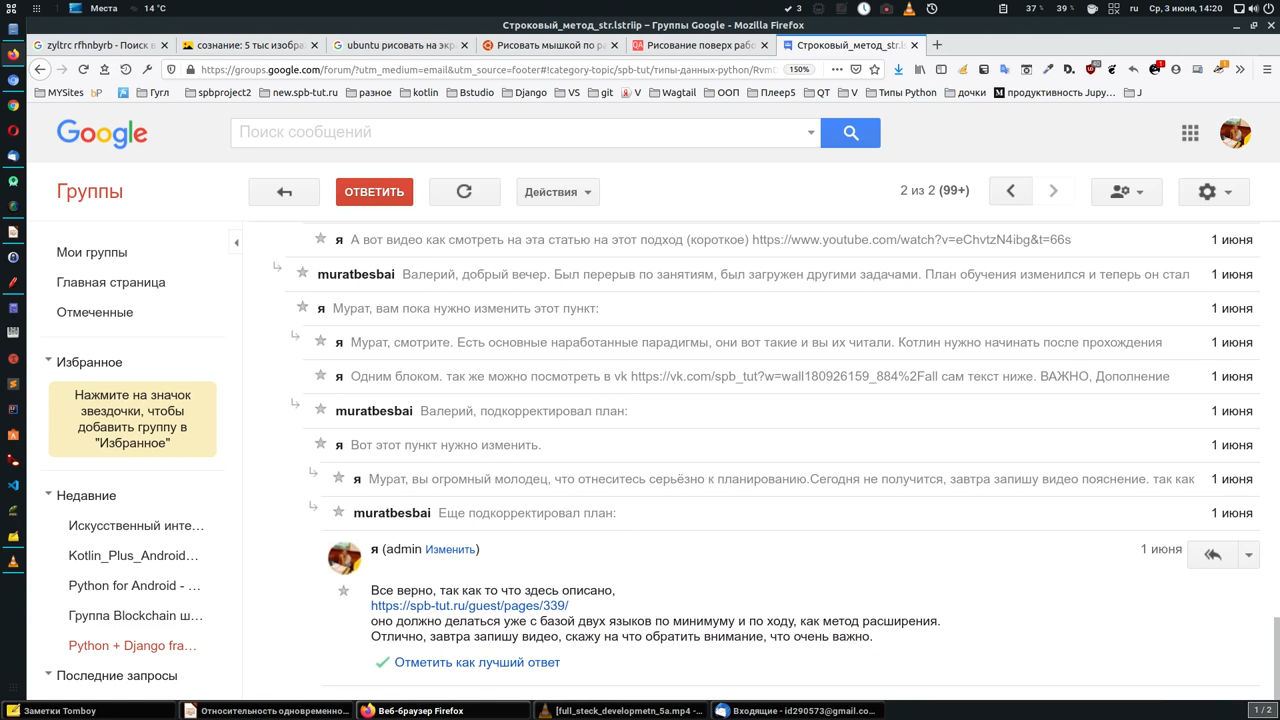 Места 14 °C 3 37 % 39 % ru Ср, 3 июня, 14:20
Строковый_метод_str.lstriip – Группы Google - Mozilla Firefox
zyltrc rfhnbyrb - Поиск в
сознание: 5 тыс изобра
ubuntu рисовать на экр
Рисовать мышкой по р
Рисование поверх рабо
Строковый_метод_str.ls
https://groups.google.com/forum/?utm_medium=email&utm_source=footer#!category-topic/spb-tut/типы-данных-python/RvmG
150%
MYSites Гугл spbproject2 new.spb-tut.ru разное kotlin Bstudio Django VS git V Wagtail ООП Плеер5 QT V Типы Python дочки продуктивность Jupy… J
Google
Поиск сообщений
Группы
ОТВЕТИТЬ
Действия
2 из 2 (99+)
Мои группы
Главная страница
Отмеченные
Избранное
Нажмите на значок
звездочки, чтобы
добавить группу в
"Избранное"
Недавние
Искусственный инте…
Kotlin_Plus_Android…
Python for Android - …
Группа Blockchain ш…
Python + Django fra…
Последние запросы
я А вот видео как смотреть на эта статью на этот подход (короткое) https://www.youtube.com/watch?v=eChvtzN4ibg&t=66s 1 июня
muratbesbai Валерий, добрый вечер. Был перерыв по занятиям, был загружен другими задачами. План обучения изменился и теперь он стал 1 июня
я Мурат, вам пока нужно изменить этот пункт: 1 июня
я Мурат, смотрите. Есть основные наработанные парадигмы, они вот такие и вы их читали. Котлин нужно начинать после прохождения 1 июня
я Одним блоком. так же можно посмотреть в vk https://vk.com/spb_tut?w=wall180926159_884%2Fall сам текст ниже. ВАЖНО, Дополнение 1 июня
muratbesbai Валерий, подкорректировал план: 1 июня
я Вот этот пункт нужно изменить. 1 июня
я Мурат, вы огромный молодец, что отнеситесь серьёзно к планированию.Сегодня не получится, завтра запишу видео пояснение. так как 1 июня
muratbesbai Еще подкорректировал план: 1 июня
я (admin Изменить) 1 июня
Все верно, так как то что здесь описано,
https://spb-tut.ru/guest/pages/339/
оно должно делаться уже с базой двух языков по минимуму и по ходу, как метод расширения.
Отлично, завтра запишу видео, скажу на что обратить внимание, что очень важно.
Отметить как лучший ответ
Заметки Tomboy
Относительность одновременно…
Веб-браузер Firefox
[full_steck_developmetn_5a.mp4 -…
Входящие - id290573@gmail.co…
1 / 2